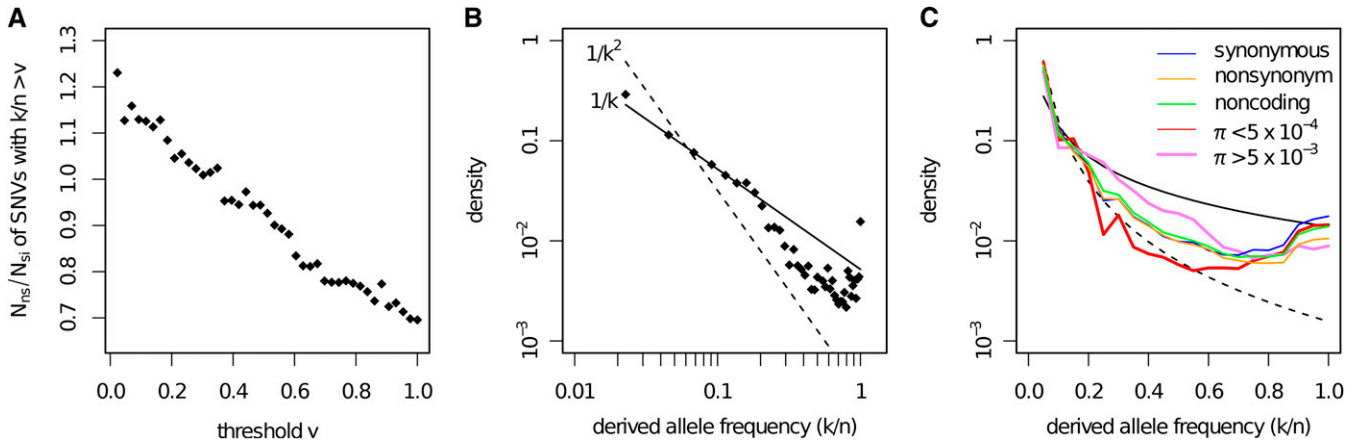 A
N_ns/N_si of SNVs with k/n >v
1.3
1.2
1.1
1.0
0.9
0.8
0.7
0.0
0.2
0.4
0.6
0.8
1.0
threshold v
B
density
1
0.1
10⁻²
10⁻³
1/k²
1/k
0.01
0.1
1
derived allele frequency (k/n)
C
density
1
0.1
10⁻²
10⁻³
synonymous
nonsynonym
noncoding
π <5 x 10⁻⁴
π >5 x 10⁻³
0.0
0.2
0.4
0.6
0.8
1.0
derived allele frequency (k/n)